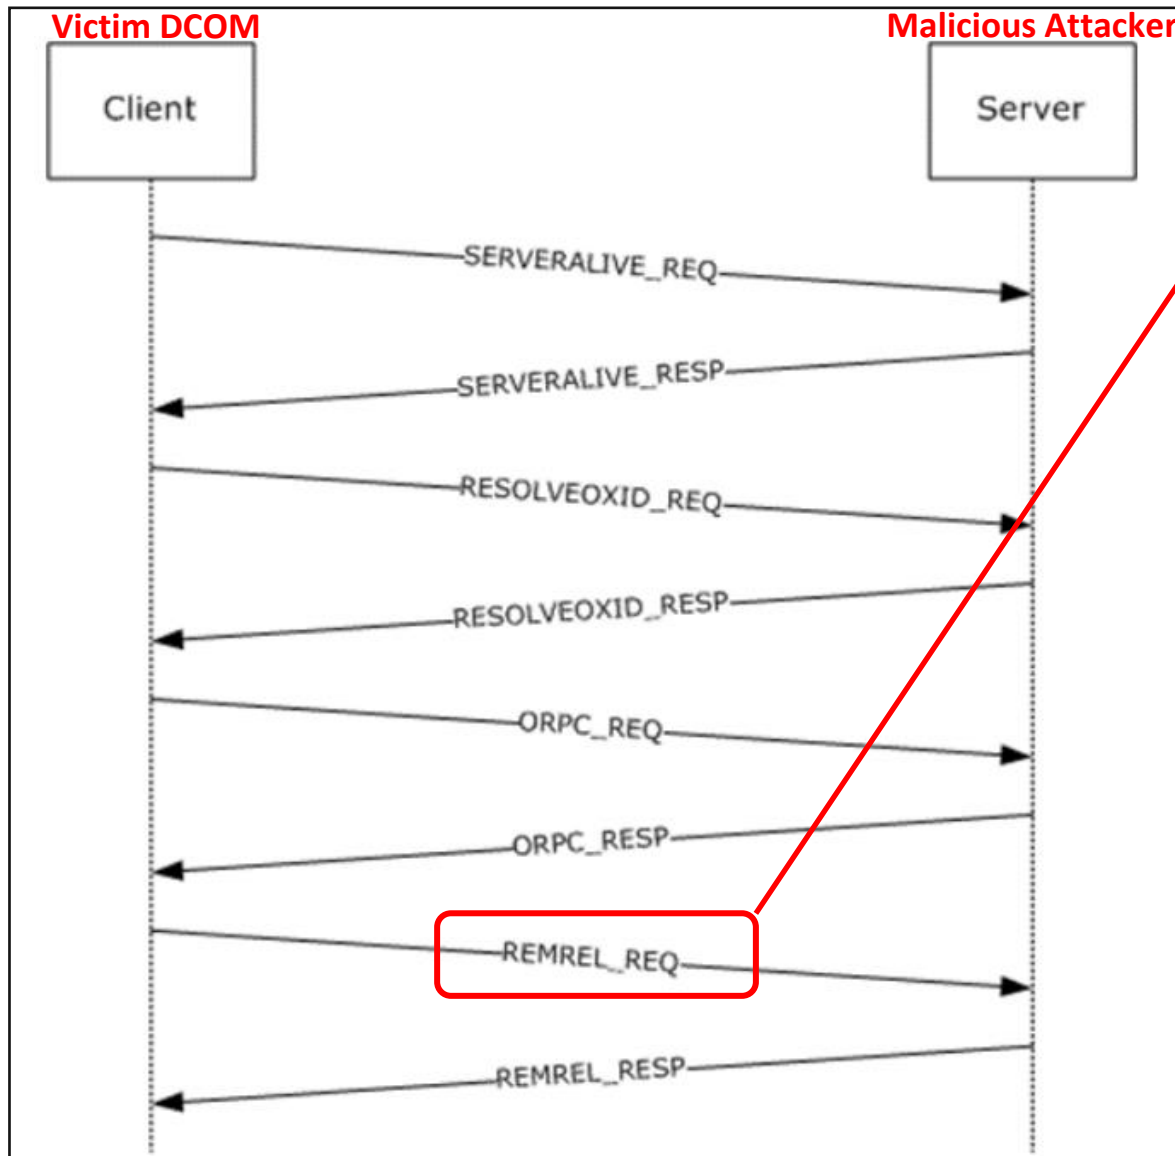 Victim DCOM
Malicious Attacker
Client
Server
SERVERALIVE_REQ
SERVERALIVE_RESP
RESOLVEOXID_REQ
RESOLVEOXID_RESP
ORPC_REQ
ORPC_RESP
REMREL_REQ
REMREL_RESP